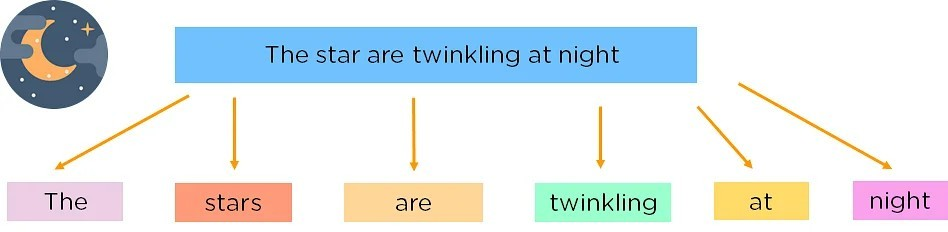 The star are twinkling at night
The stars are twinkling at night